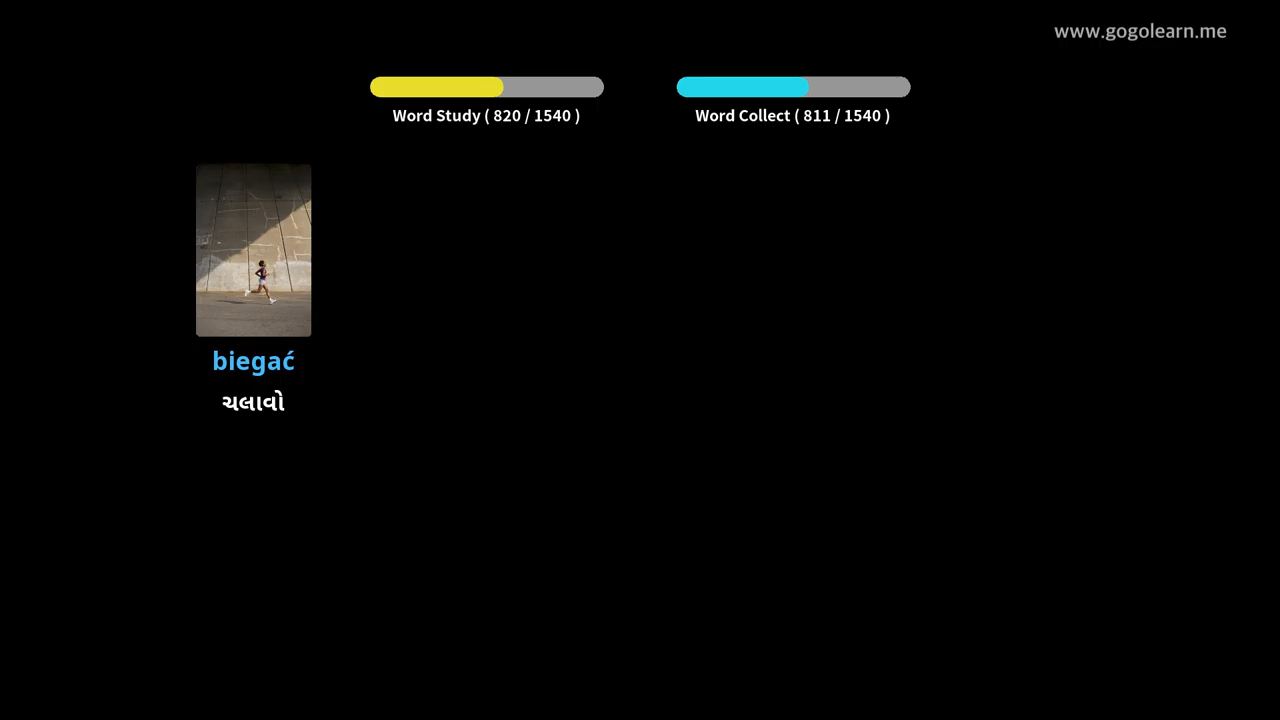 www.gogolearn.me
Word Study ( 820 / 1540 )
Word Collect ( 811 / 1540 )
biegać
ચલાવો